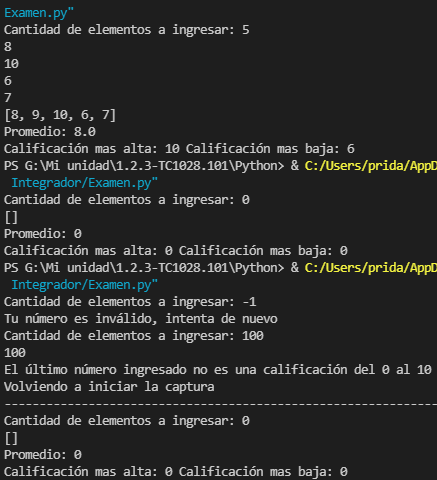 Examen.py"
Cantidad de elementos a ingresar: 5
8
10
6
7
[8, 9, 10, 6, 7]
Promedio: 8.0
Calificación mas alta: 10 Calificación mas baja: 6
PS G:\Mi unidad\1.2.3-TC1028.101\Python> & C:/Users/prida/AppD
Integrador/Examen.py"
Cantidad de elementos a ingresar: 0
[]
Promedio: 0
Calificación mas alta: 0 Calificación mas baja: 0
PS G:\Mi unidad\1.2.3-TC1028.101\Python> & C:/Users/prida/AppD
Integrador/Examen.py"
Cantidad de elementos a ingresar: -1
Tu número es inválido, intenta de nuevo
Cantidad de elementos a ingresar: 100
100
El último número ingresado no es una calificación del 0 al 10
Volviendo a iniciar la captura
--------------------------------------------------------------
Cantidad de elementos a ingresar: 0
[]
Promedio: 0
Calificación mas alta: 0 Calificación mas baja: 0